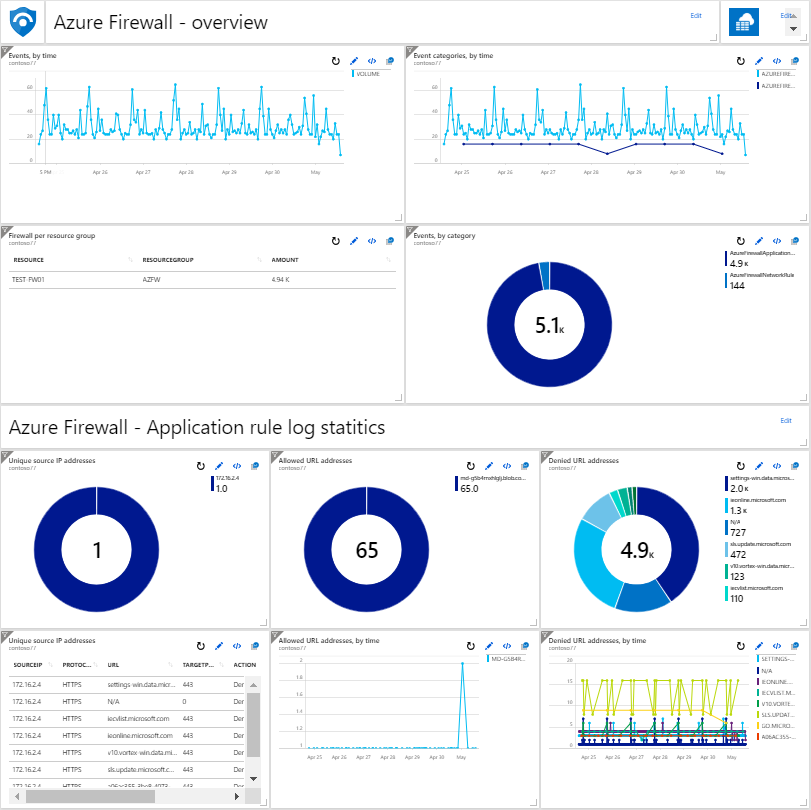 Azure Firewall - overview
Edit
Edit
Events, by time
contoso77
VOLUME
60
40
20
0
5 PM Apr 26 Apr 27 Apr 28 Apr 29 Apr 30 May
Event categories, by time
contoso77
AZUREFIRE...
AZUREFIRE...
60
40
20
0
Apr 25 Apr 26 Apr 27 Apr 28 Apr 29 Apr 30 May
Firewall per resource group
contoso77
RESOURCE RESOURCEGROUP AMOUNT
TEST-FW01 AZFW 4.94 K
Events, by category
contoso77
5.1K
AzureFirewallApplication...
4.9 K
AzureFirewallNetworkRule
144
Azure Firewall - Application rule log statitics
Edit
Unique source IP addresses
contoso77
1
172.16.2.4
1.0
Allowed URL addresses
contoso77
65
65.0
Denied URL addresses
contoso77
4.9K
settings-win.data.micros...
2.0 K
ieonline.microsoft.com
1.3 K
N/A
727
sls.update.microsoft.com
472
v10.vortex-win.data.micr...
123
iecvlist.microsoft.com
110
Unique source IP addresses
contoso77
SOURCEIP PROTOC... URL TARGETP... ACTION
172.16.2.4 HTTPS settings-win.data.micr... 443 Der
172.16.2.4 HTTPS N/A 0 Der
172.16.2.4 HTTPS iecvlist.microsoft.com 443 Der
172.16.2.4 HTTPS ieonline.microsoft.com 443 Der
172.16.2.4 HTTPS v10.vortex-win.data.mi... 443 Der
172.16.2.4 HTTPS sls.update.microsoft.c... 443 Der
172.16.2.4 HTTPS 443 Der
Allowed URL addresses, by time
contoso77
MD-G5B4R...
2
1.8
1.6
1.4
1.2
1
Apr 25 Apr 26 Apr 27 Apr 28 Apr 29 Apr 30 May
Denied URL addresses, by time
contoso77
SETTINGS-...
N/A
IEONLINE....
IECVLIST.M...
V10.VORTE...
SLS.UPDAT...
GO.MICRO...
A06AC355-...
20
15
10
5
0
Apr 25 Apr 26 Apr 27 Apr 28 Apr 29 Apr 30 May